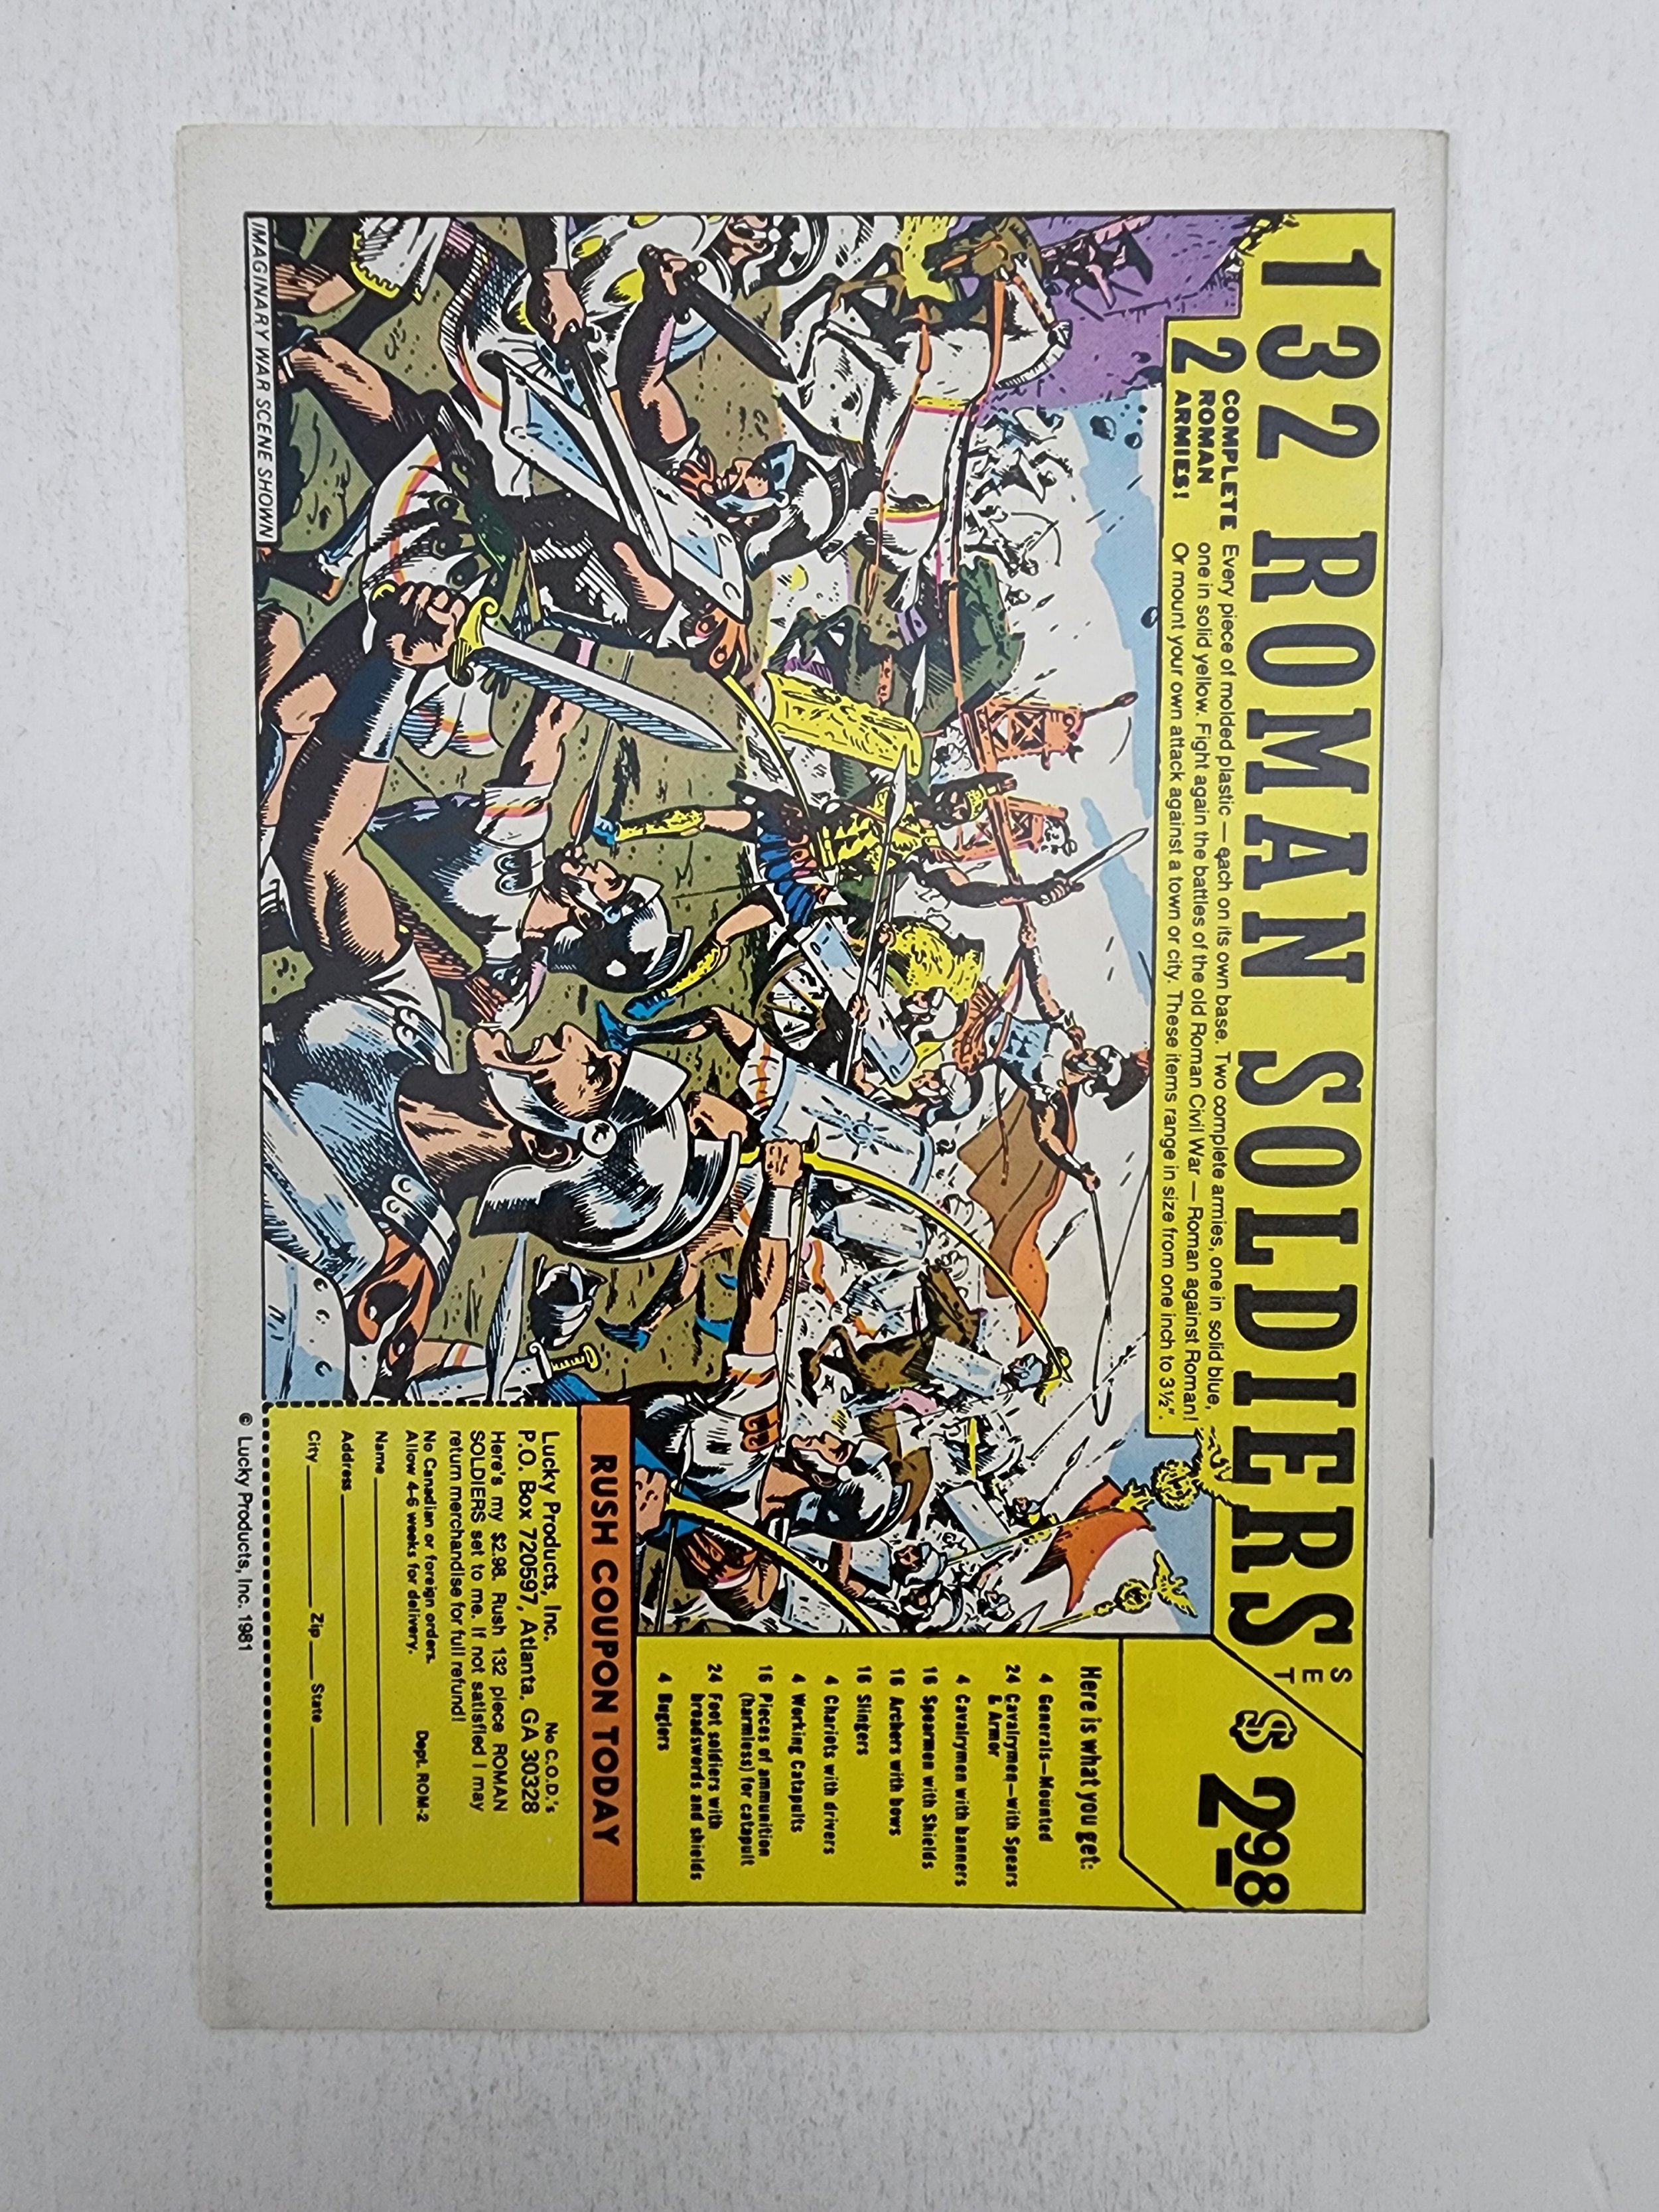 132 ROMAN SOLDIERS
SET
$2.98
2 COMPLETE
ROMAN
ARMIES!
Every piece of molded plastic — each on its own base. Two complete armies, one in solid blue,
one in solid yellow. Fight again the battles of the old Roman Civil War — Roman against Roman!
Or mount your own attack against a town or city. These items range in size from one inch to 3½".
Here is what you get:
4 Generals—Mounted
24 Cavalrymen—with Spears
& Armor
4 Cavalrymen with banners
16 Spearmen with Shields
16 Archers with bows
16 Slingers
4 Chariots with drivers
4 Working Catapults
16 Pieces of amunition
(harmless) for catapult
24 Foot soldiers with
broadswords and shields
4 Buglers
RUSH COUPON TODAY
Lucky Products, Inc. No C.O.D.'s
P.O. Box 720597, Atlanta, GA 30328
Here's my $2.98. Rush 132 piece ROMAN
SOLDIERS set to me. If not satisfied I may
return merchandise for full refund!
No Canadian or foreign orders. Dept. ROM-2
Allow 4-6 weeks for delivery.
Name
Address
City Zip State
IMAGINARY WAR SCENE SHOWN
© Lucky Products, Inc. 1981